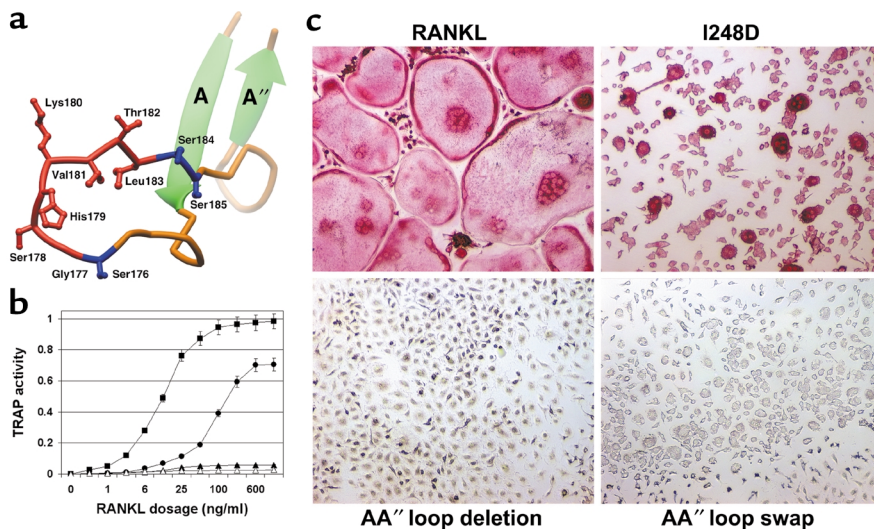 a
Lys180
Thr182
Ser184
A
A″
Val181
Leu183
Ser185
His179
Ser178
Gly177
Ser176
b
1
0.8
0.6
0.4
0.2
0
TRAP activity
0 1 6 25 100 600
RANKL dosage (ng/ml)
c
RANKL
I248D
AA″ loop deletion
AA″ loop swap